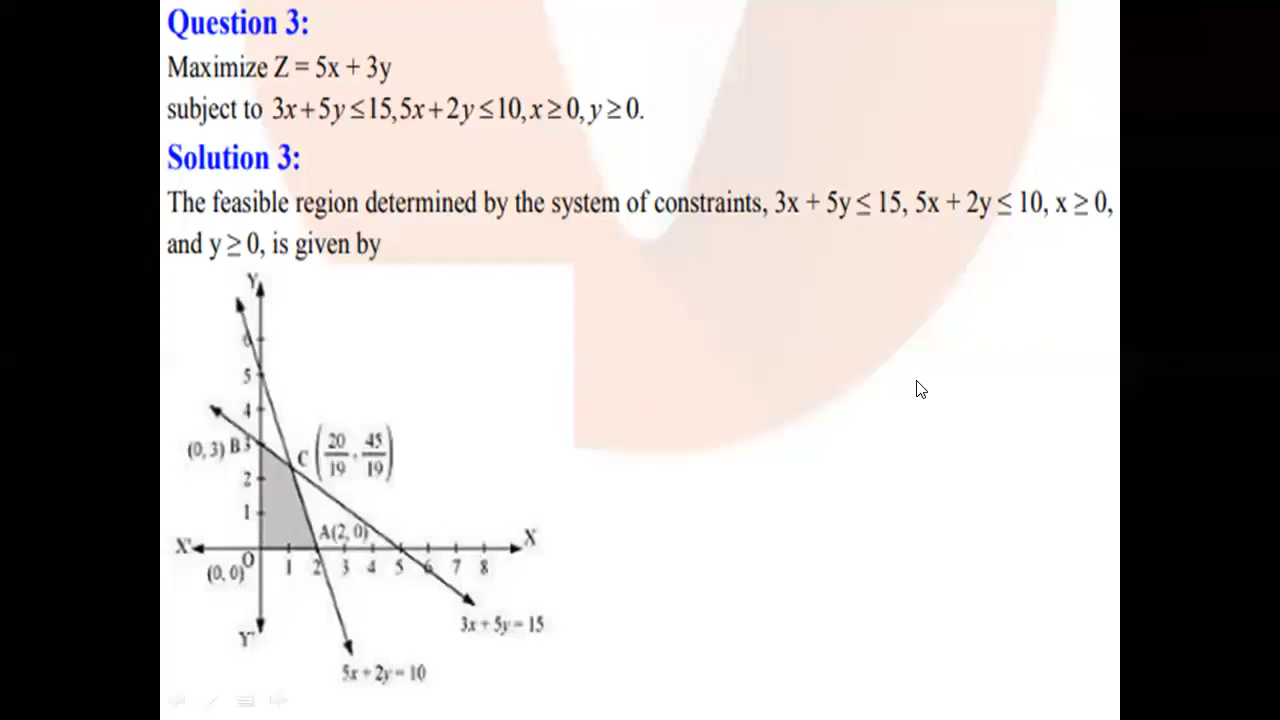 Question 3:
Maximize Z = 5x + 3y
subject to 3x+5y≤15,5x+2y≤10,x≥0,y≥0.
Solution 3:
The feasible region determined by the system of constraints, 3x + 5y ≤ 15, 5x + 2y ≤ 10, x ≥ 0,
and y ≥ 0, is given by
Y
6
5
4
(0, 3) B 3
C (20/19, 45/19)
2
1
A(2, 0)
X' O X
(0, 0)
1 2 3 4 5 6 7 8
3x + 5y = 15
Y'
5x + 2y = 10